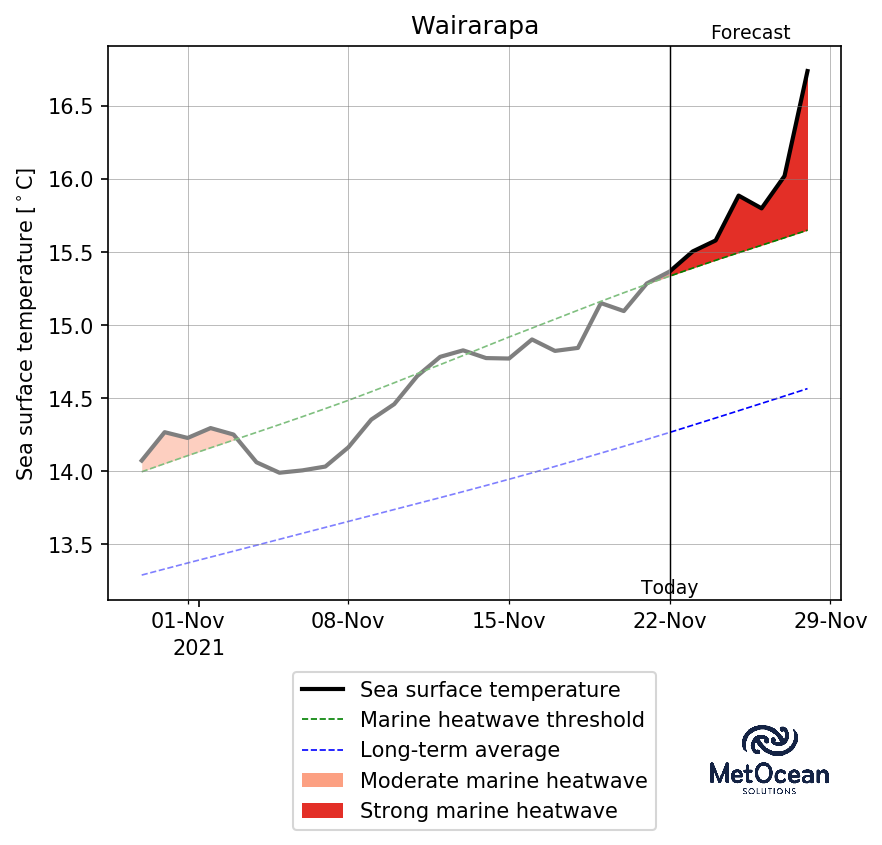 Wairarapa
Forecast
Sea surface temperature [°C]
16.5
16.0
15.5
15.0
14.5
14.0
13.5
Today
01-Nov 08-Nov 15-Nov 22-Nov 29-Nov
2021
Sea surface temperature
Marine heatwave threshold
Long-term average
Moderate marine heatwave
Strong marine heatwave
MetOcean
SOLUTIONS